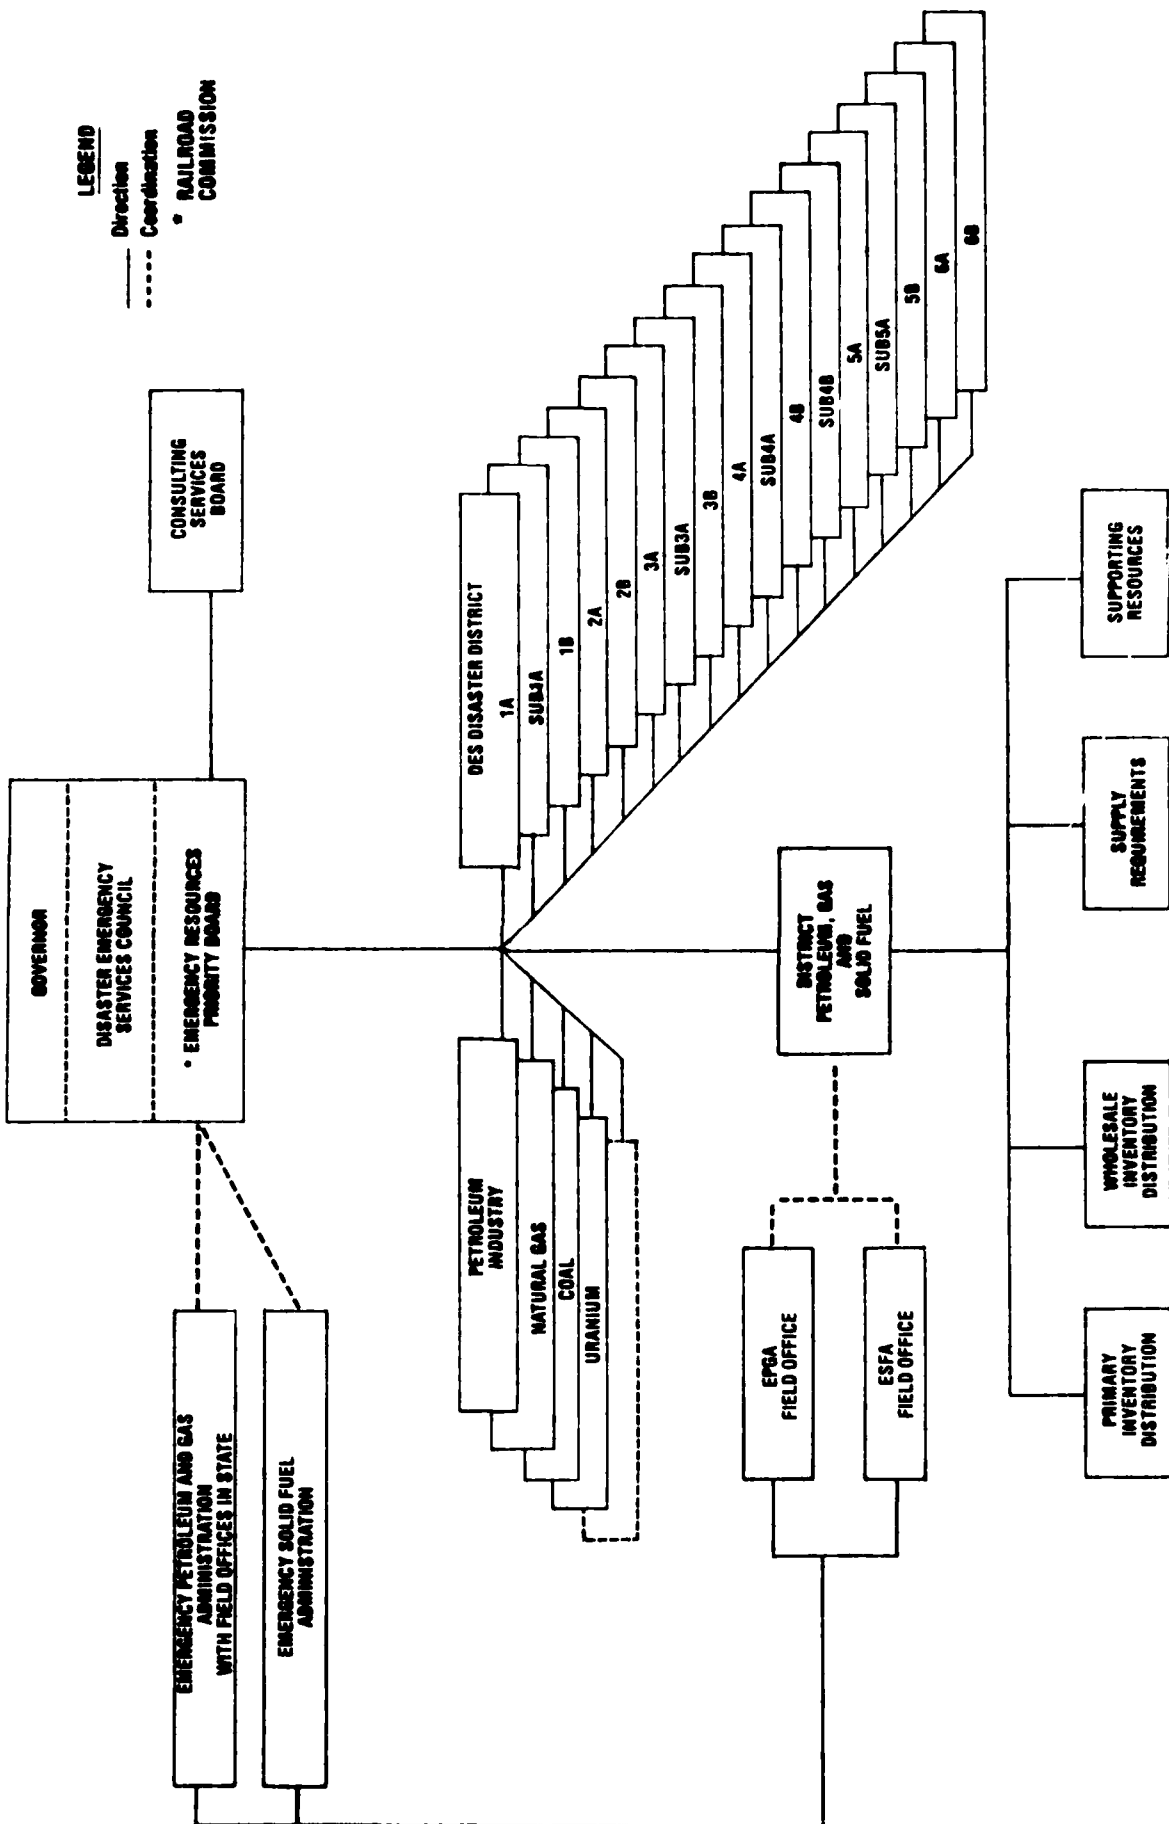 LEGEND
Direction
Coordination
* RAILROAD
COMMISSION
GOVERNOR
DISASTER EMERGENCY
SERVICES COUNCIL
* EMERGENCY RESOURCES
PRIORITY BOARD
CONSULTING
SERVICES
BOARD
EMERGENCY PETROLEUM AND GAS
ADMINISTRATION
WITH FIELD OFFICES IN STATE
EMERGENCY SOLID FUEL
ADMINISTRATION
PETROLEUM
INDUSTRY
NATURAL GAS
COAL
URANIUM
DES DISASTER DISTRICT
1A
SUB1A
1B
2A
2B
3A
SUB3A
3B
4A
SUB4A
4B
SUB4B
5A
SUB5A
5B
6A
6B
DISTRICT
PETROLEUM, GAS
AND
SOLID FUEL
EPGA
FIELD OFFICE
ESFA
FIELD OFFICE
PRIMARY
INVENTORY
DISTRIBUTION
WHOLESALE
INVENTORY
DISTRIBUTION
SUPPLY
REQUIREMENTS
SUPPORTING
RESOURCES